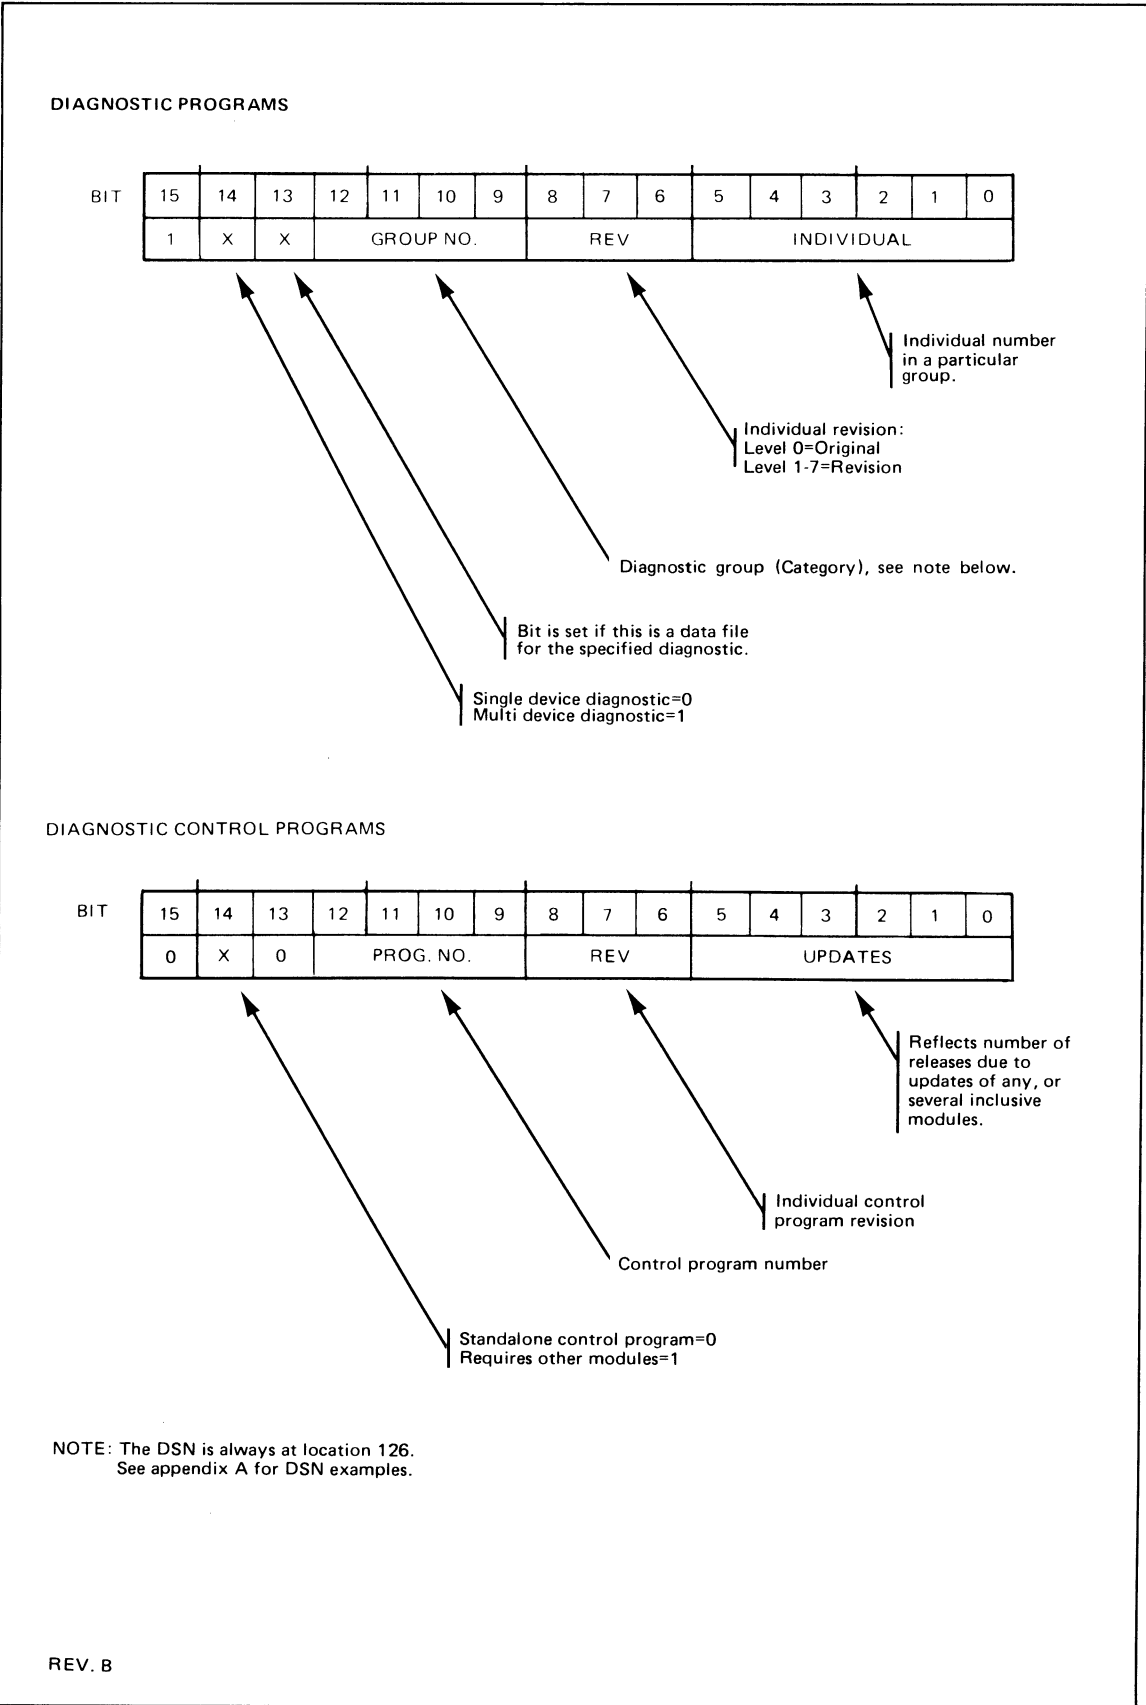 DIAGNOSTIC PROGRAMS
BIT 15 14 13 12 11 10 9 8 7 6 5 4 3 2 1 0
1 X X GROUP NO. REV INDIVIDUAL
Individual number
in a particular
group.
Individual revision:
Level 0=Original
Level 1-7=Revision
Diagnostic group (Category), see note below.
Bit is set if this is a data file
for the specified diagnostic.
Single device diagnostic=0
Multi device diagnostic=1
DIAGNOSTIC CONTROL PROGRAMS
BIT 15 14 13 12 11 10 9 8 7 6 5 4 3 2 1 0
0 X 0 PROG. NO. REV UPDATES
Reflects number of
releases due to
updates of any, or
several inclusive
modules.
Individual control
program revision
Control program number
Standalone control program=0
Requires other modules=1
NOTE: The DSN is always at location 126.
See appendix A for DSN examples.
REV. B